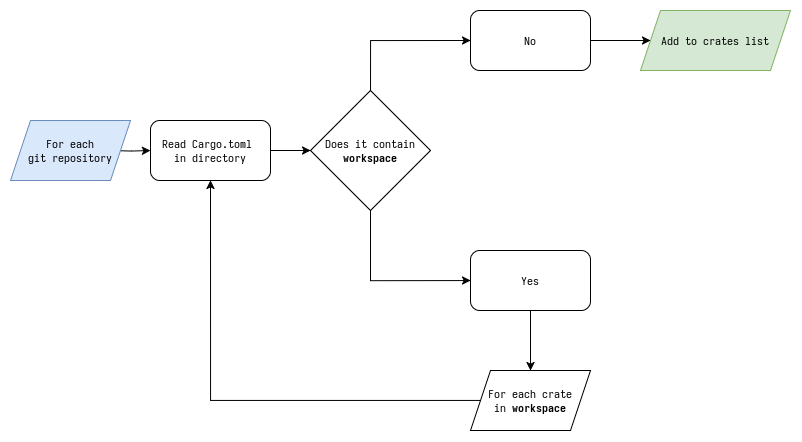 No
Add to crates list
For each
git repository
Read Cargo.toml
in directory
Does it contain
workspace
Yes
For each crate
in workspace